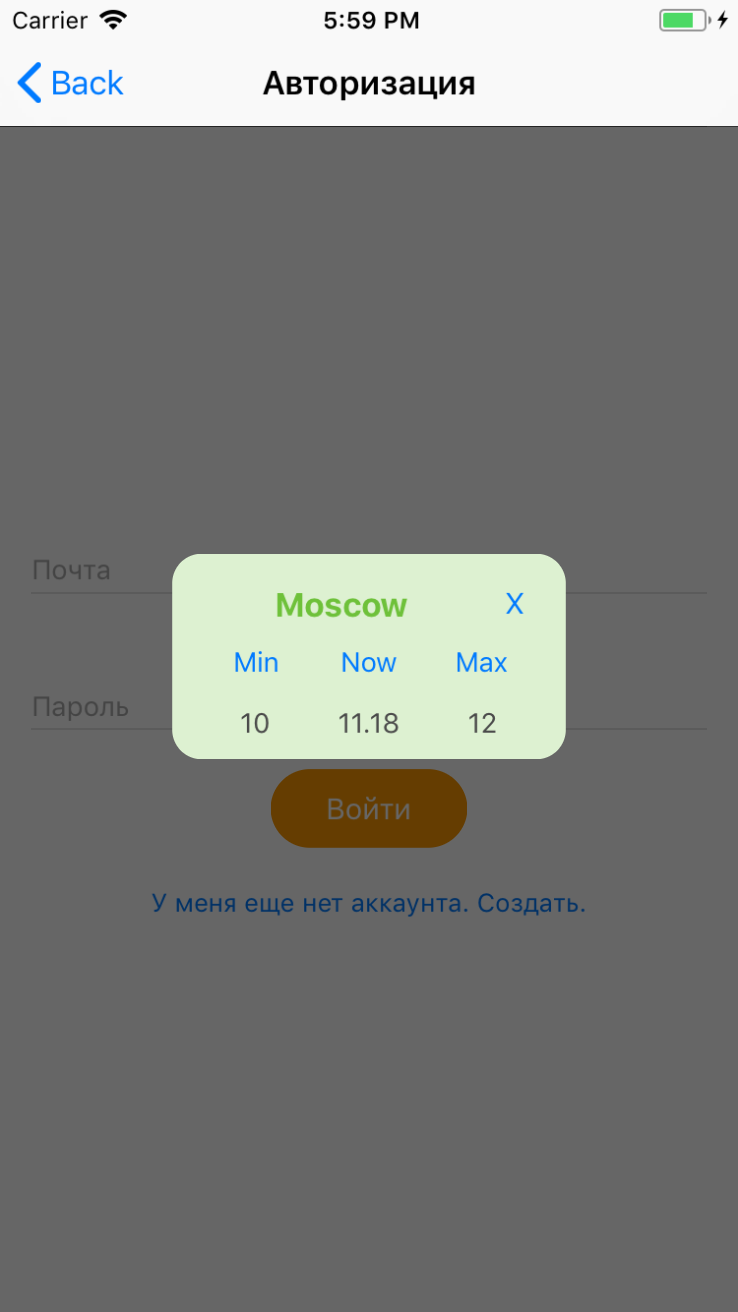 Carrier 5:59 PM
Back Авторизация
Почта
Moscow X
Min Now Max
Пароль
10 11.18 12
Войти
У меня еще нет аккаунта. Создать.